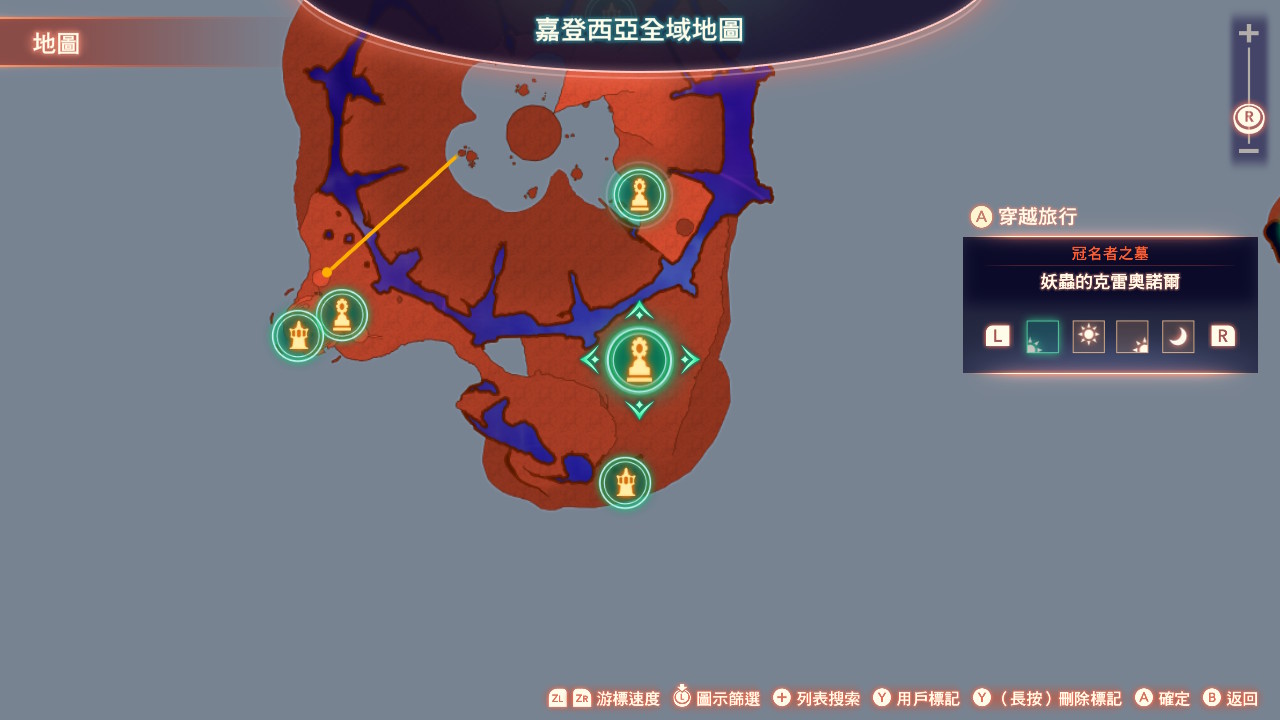 嘉登西亞全域地圖
地圖
R
A 穿越旅行
冠名者之墓
妖蟲的克雷奧諾爾
L R
ZL ZR 游標速度 L 圖示篩選 + 列表搜索 Y 用戶標記 Y（長按）刪除標記 A 確定 B 返回